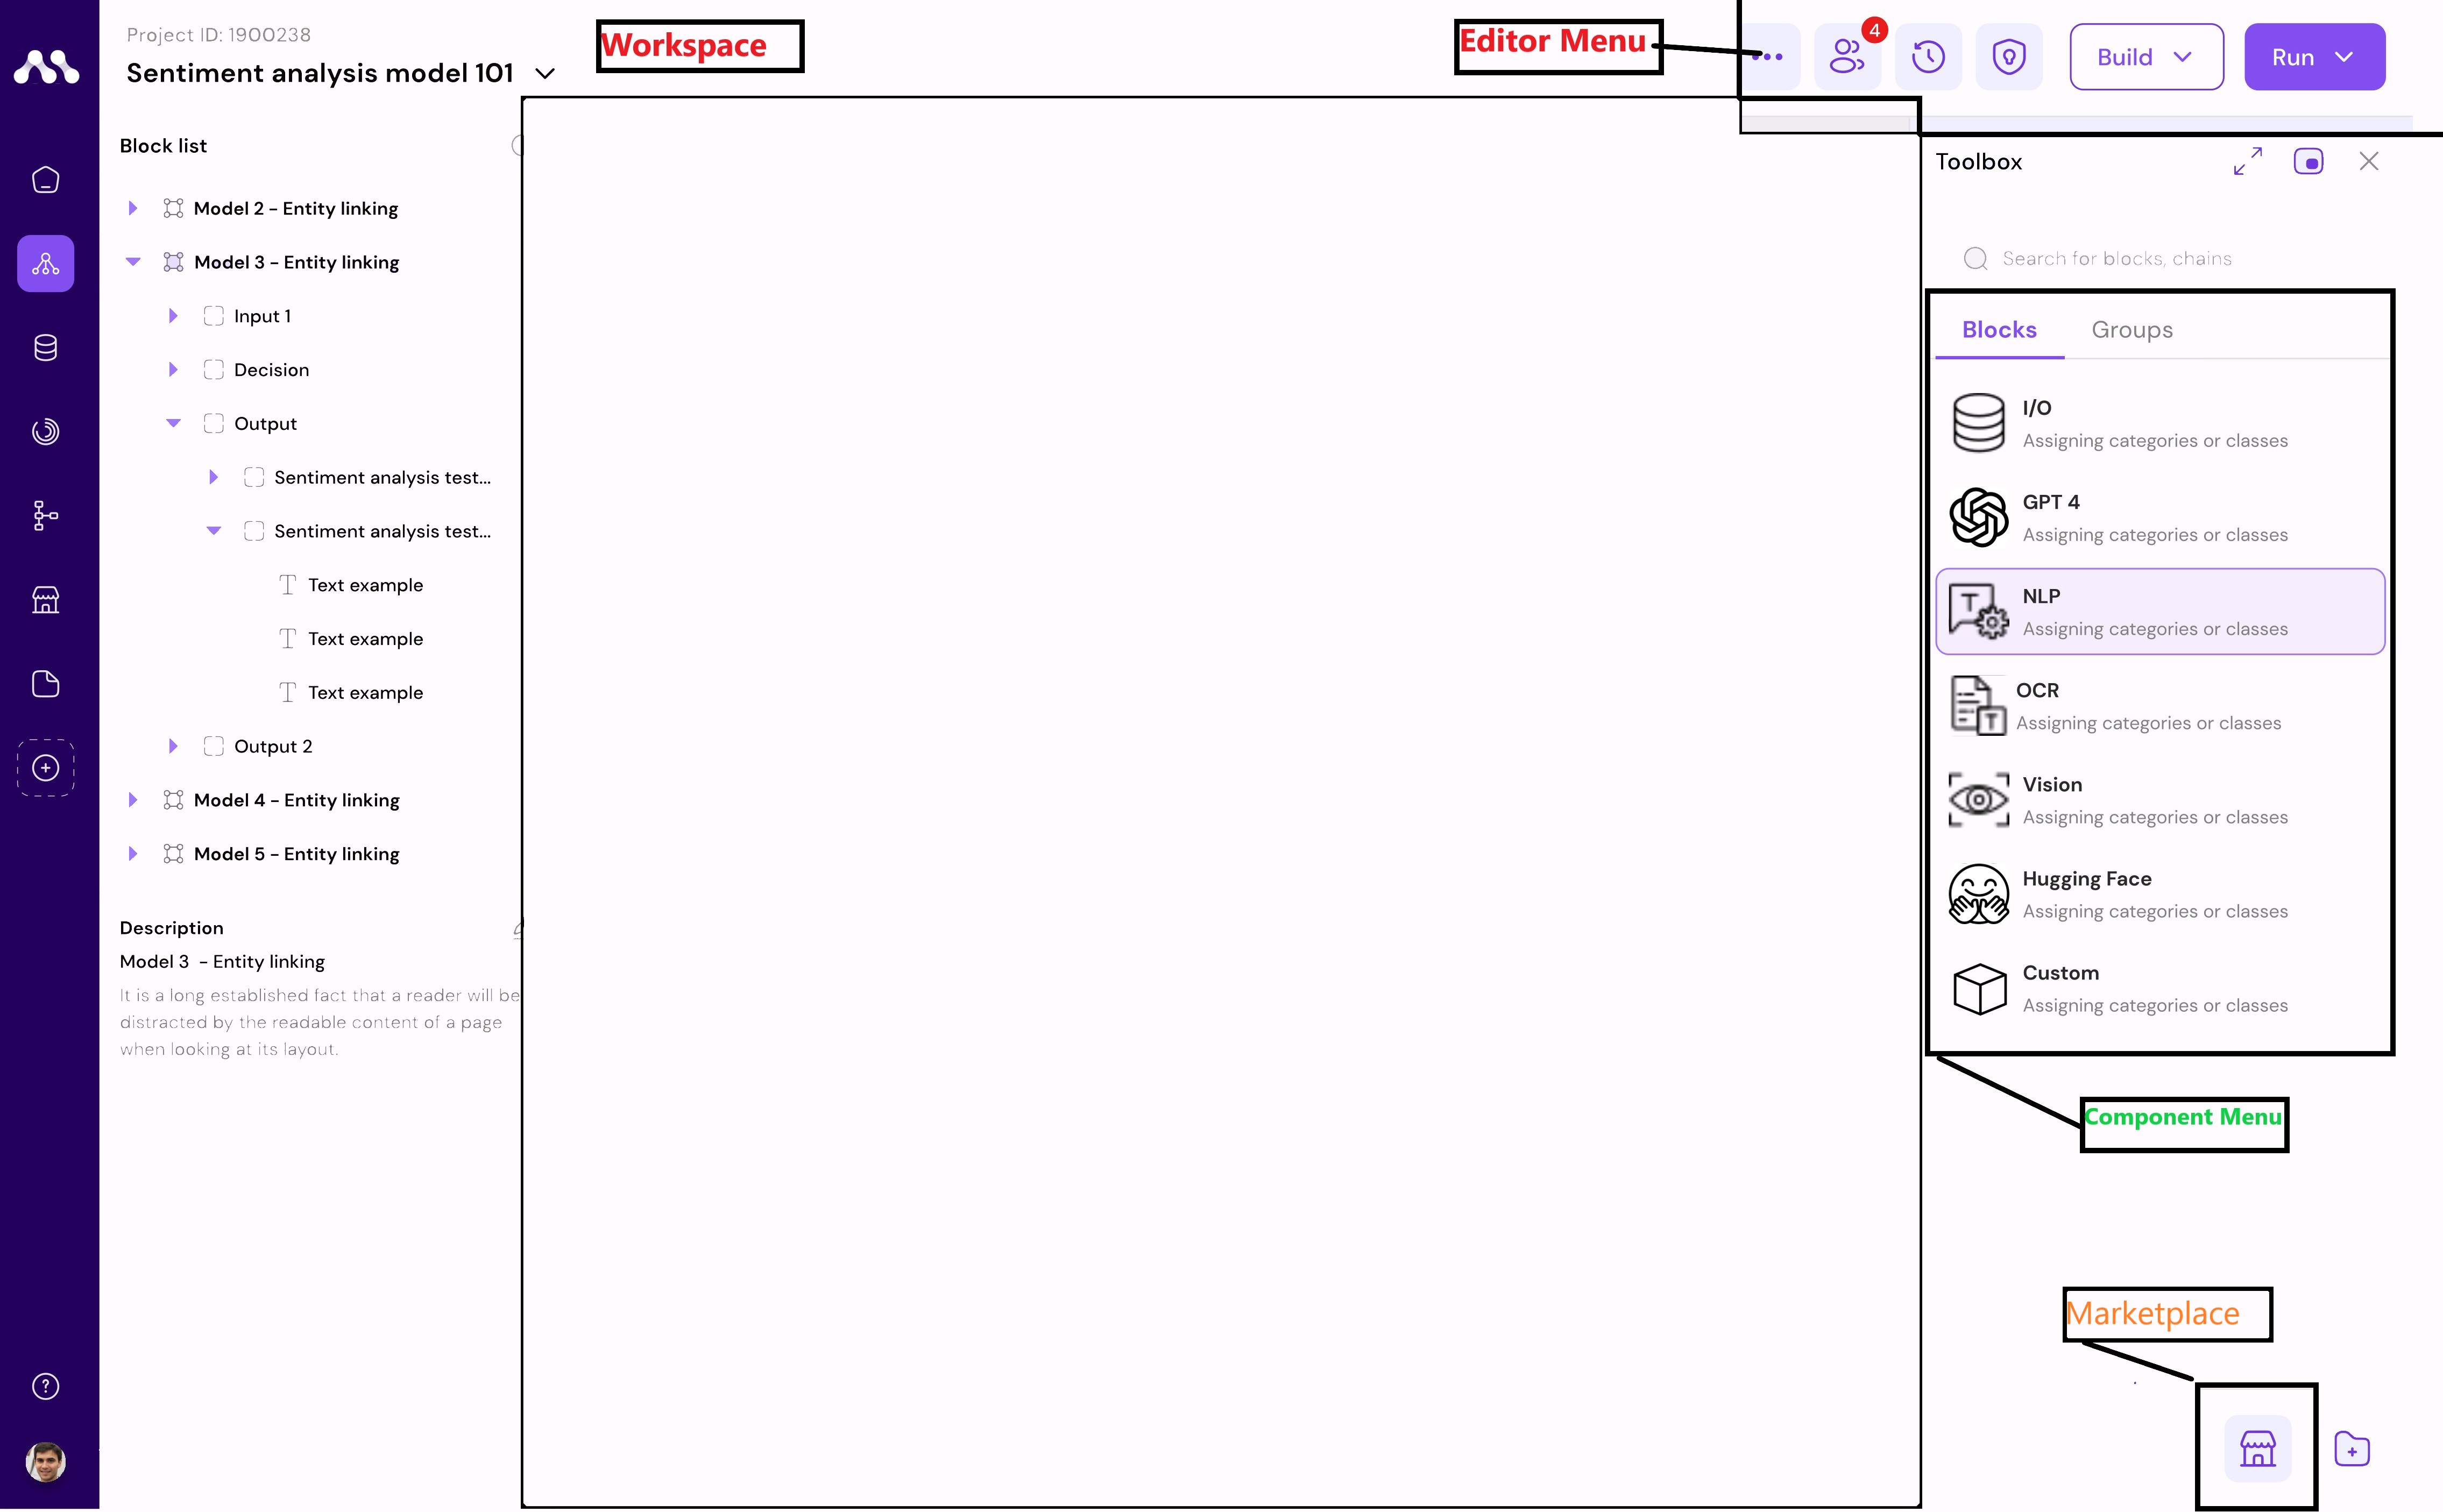 Project ID: 1900238
Sentiment analysis model 101
Workspace
Editor Menu
4
Build
Run
Block list
Model 2 - Entity linking
Model 3 - Entity linking
Input 1
Decision
Output
Sentiment analysis test...
Sentiment analysis test...
Text example
Text example
Text example
Output 2
Model 4 - Entity linking
Model 5 - Entity linking
Description
Model 3 - Entity linking
It is a long established fact that a reader will be
distracted by the readable content of a page
when looking at its layout.
Toolbox
Search for blocks, chains
Blocks Groups
I/O
Assigning categories or classes
GPT 4
Assigning categories or classes
NLP
Assigning categories or classes
OCR
Assigning categories or classes
Vision
Assigning categories or classes
Hugging Face
Assigning categories or classes
Custom
Assigning categories or classes
Component Menu
Marketplace